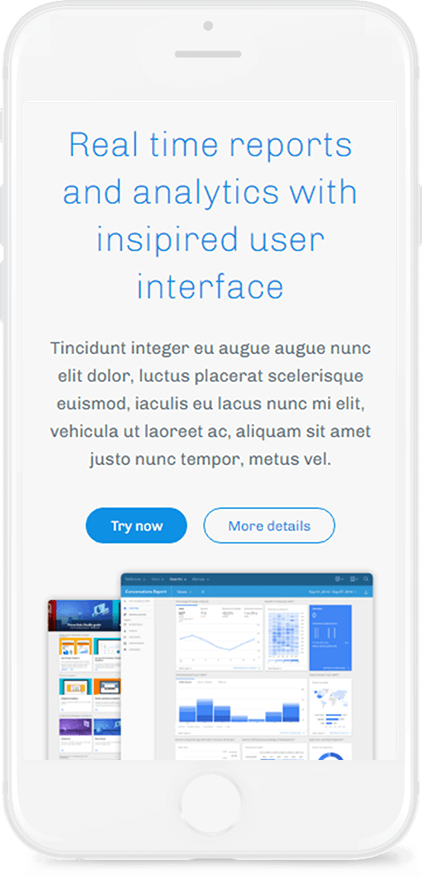 Real time reports
and analytics with
insipired user
interface
Tincidunt integer eu augue augue nunc
elit dolor, luctus placerat scelerisque
euismod, iaculis eu lacus nunc mi elit,
vehicula ut laoreet ac, aliquam sit amet
justo nunc tempor, metus vel.
Try now
More details
Conversations Report